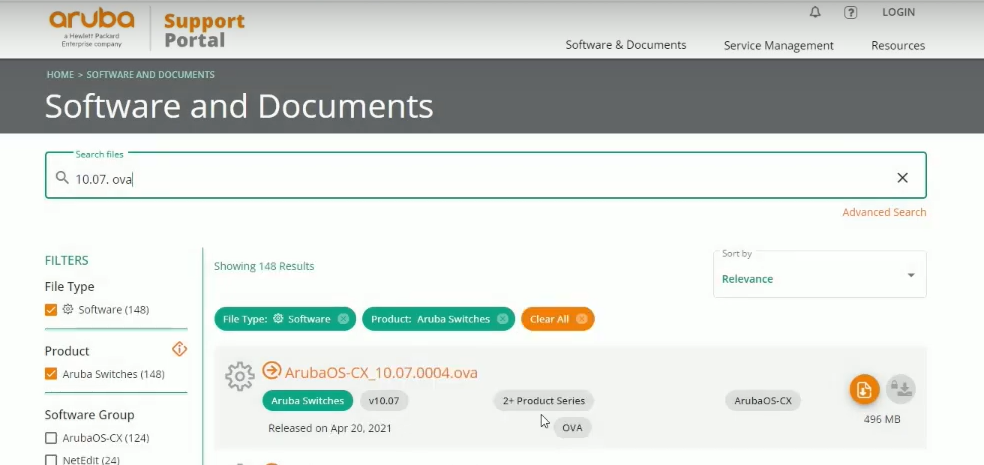 aruba
a Hewlett Packard
Enterprise company
Support
Portal
?
LOGIN
Software & Documents
Service Management
Resources
HOME > SOFTWARE AND DOCUMENTS
Software and Documents
Search files
10.07. ova
Advanced Search
FILTERS
File Type
Software (148)
Product
Aruba Switches (148)
Software Group
ArubaOS-CX (124)
NetEdit (24)
Showing 148 Results
Sort by
Relevance
File Type: Software
Product: Aruba Switches
Clear All
ArubaOS-CX_10.07.0004.ova
Aruba Switches
v10.07
2+ Product Series
ArubaOS-CX
Released on Apr 20, 2021
OVA
496 MB